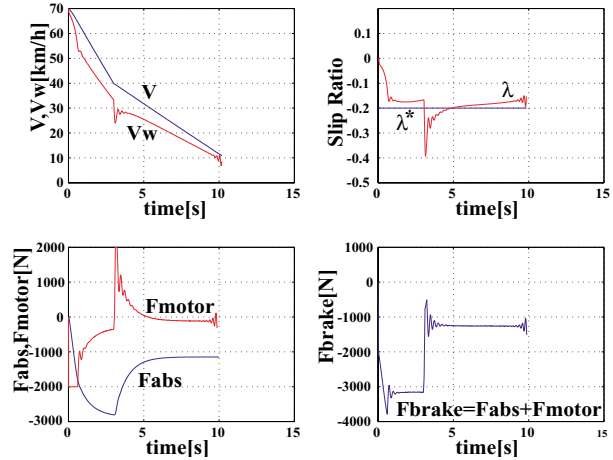 70
60
50
40
30
20
10
0
V,Vw[km/h]
V
Vw
0
5
10
15
time[s]
0.1
0
-0.1
-0.2
-0.3
-0.4
-0.5
Slip Ratio
λ
λ*
0
5
10
15
time[s]
2000
1000
0
-1000
-2000
-3000
Fabs,Fmotor[N]
Fmotor
Fabs
0
5
10
15
time[s]
0
-1000
-2000
-3000
-4000
Fbrake[N]
Fbrake=Fabs+Fmotor
0
5
10
15
time[s]